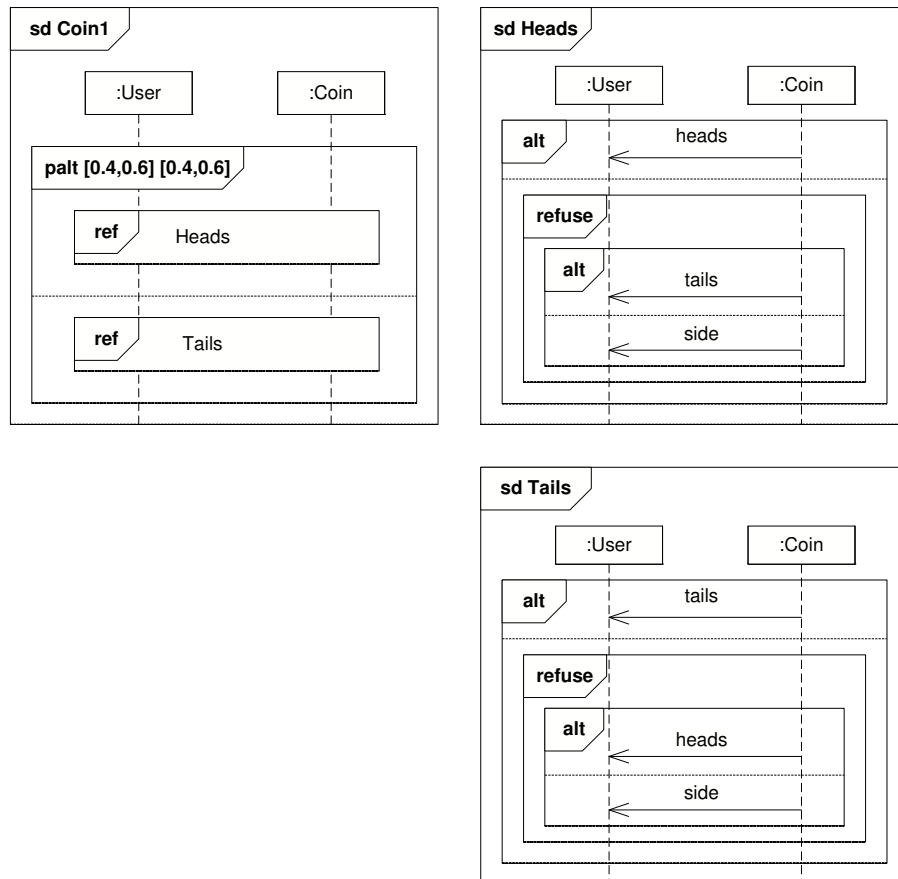 sd Coin1
:User
:Coin
palt [0.4,0.6] [0.4,0.6]
ref
Heads
ref
Tails
sd Heads
:User
:Coin
alt
heads
refuse
alt
tails
side
sd Tails
:User
:Coin
alt
tails
refuse
alt
heads
side